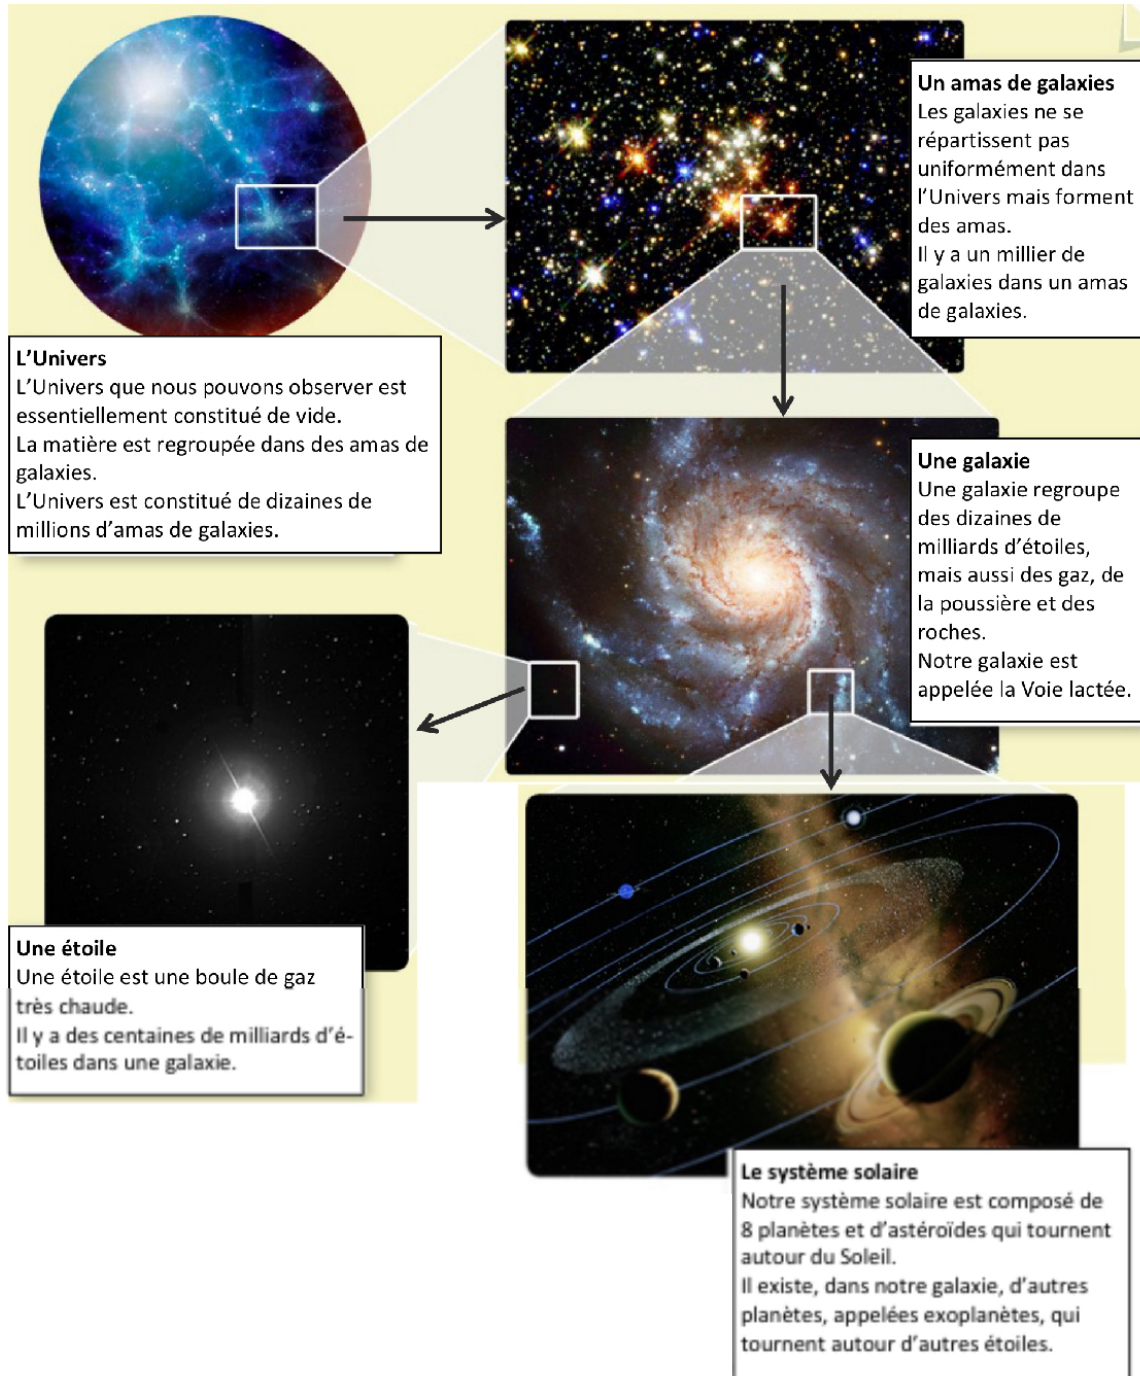 Un amas de galaxies
Les galaxies ne se
répartissent pas
uniformément dans
l'Univers mais forment
des amas.
Il y a un millier de
galaxies dans un amas
de galaxies.
L'Univers
L'Univers que nous pouvons observer est
essentiellement constitué de vide.
La matière est regroupée dans des amas de
galaxies.
L'Univers est constitué de dizaines de
millions d'amas de galaxies.
Une galaxie
Une galaxie regroupe
des dizaines de
milliards d'étoiles,
mais aussi des gaz, de
la poussière et des
roches.
Notre galaxie est
appelée la Voie lactée.
Une étoile
Une étoile est une boule de gaz
très chaude.
Il y a des centaines de milliards d'é-
toiles dans une galaxie.
Le système solaire
Notre système solaire est composé de
8 planètes et d'astéroïdes qui tournent
autour du Soleil.
Il existe, dans notre galaxie, d'autres
planètes, appelées exoplanètes, qui
tournent autour d'autres étoiles.